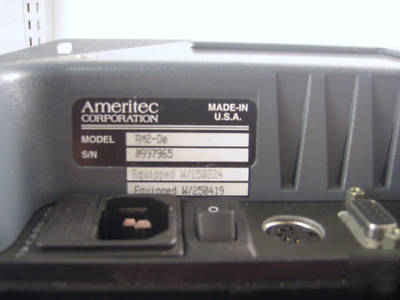 Ameritec
CORPORATION
MADE-IN
U.S.A.
MODEL AM2-De
S/N 0997965
Equipped W/250224
Equipped W/250419
O